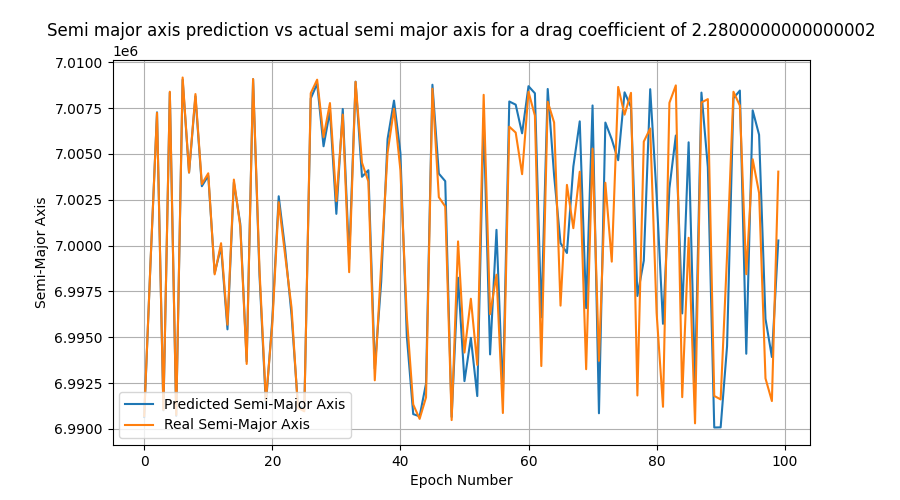 Semi major axis prediction vs actual semi major axis for a drag coefficient of 2.2800000000000002
1e6
7.0100
7.0075
7.0050
7.0025
7.0000
6.9975
6.9950
6.9925
6.9900
Semi-Major Axis
Predicted Semi-Major Axis
Real Semi-Major Axis
0 20 40 60 80 100
Epoch Number